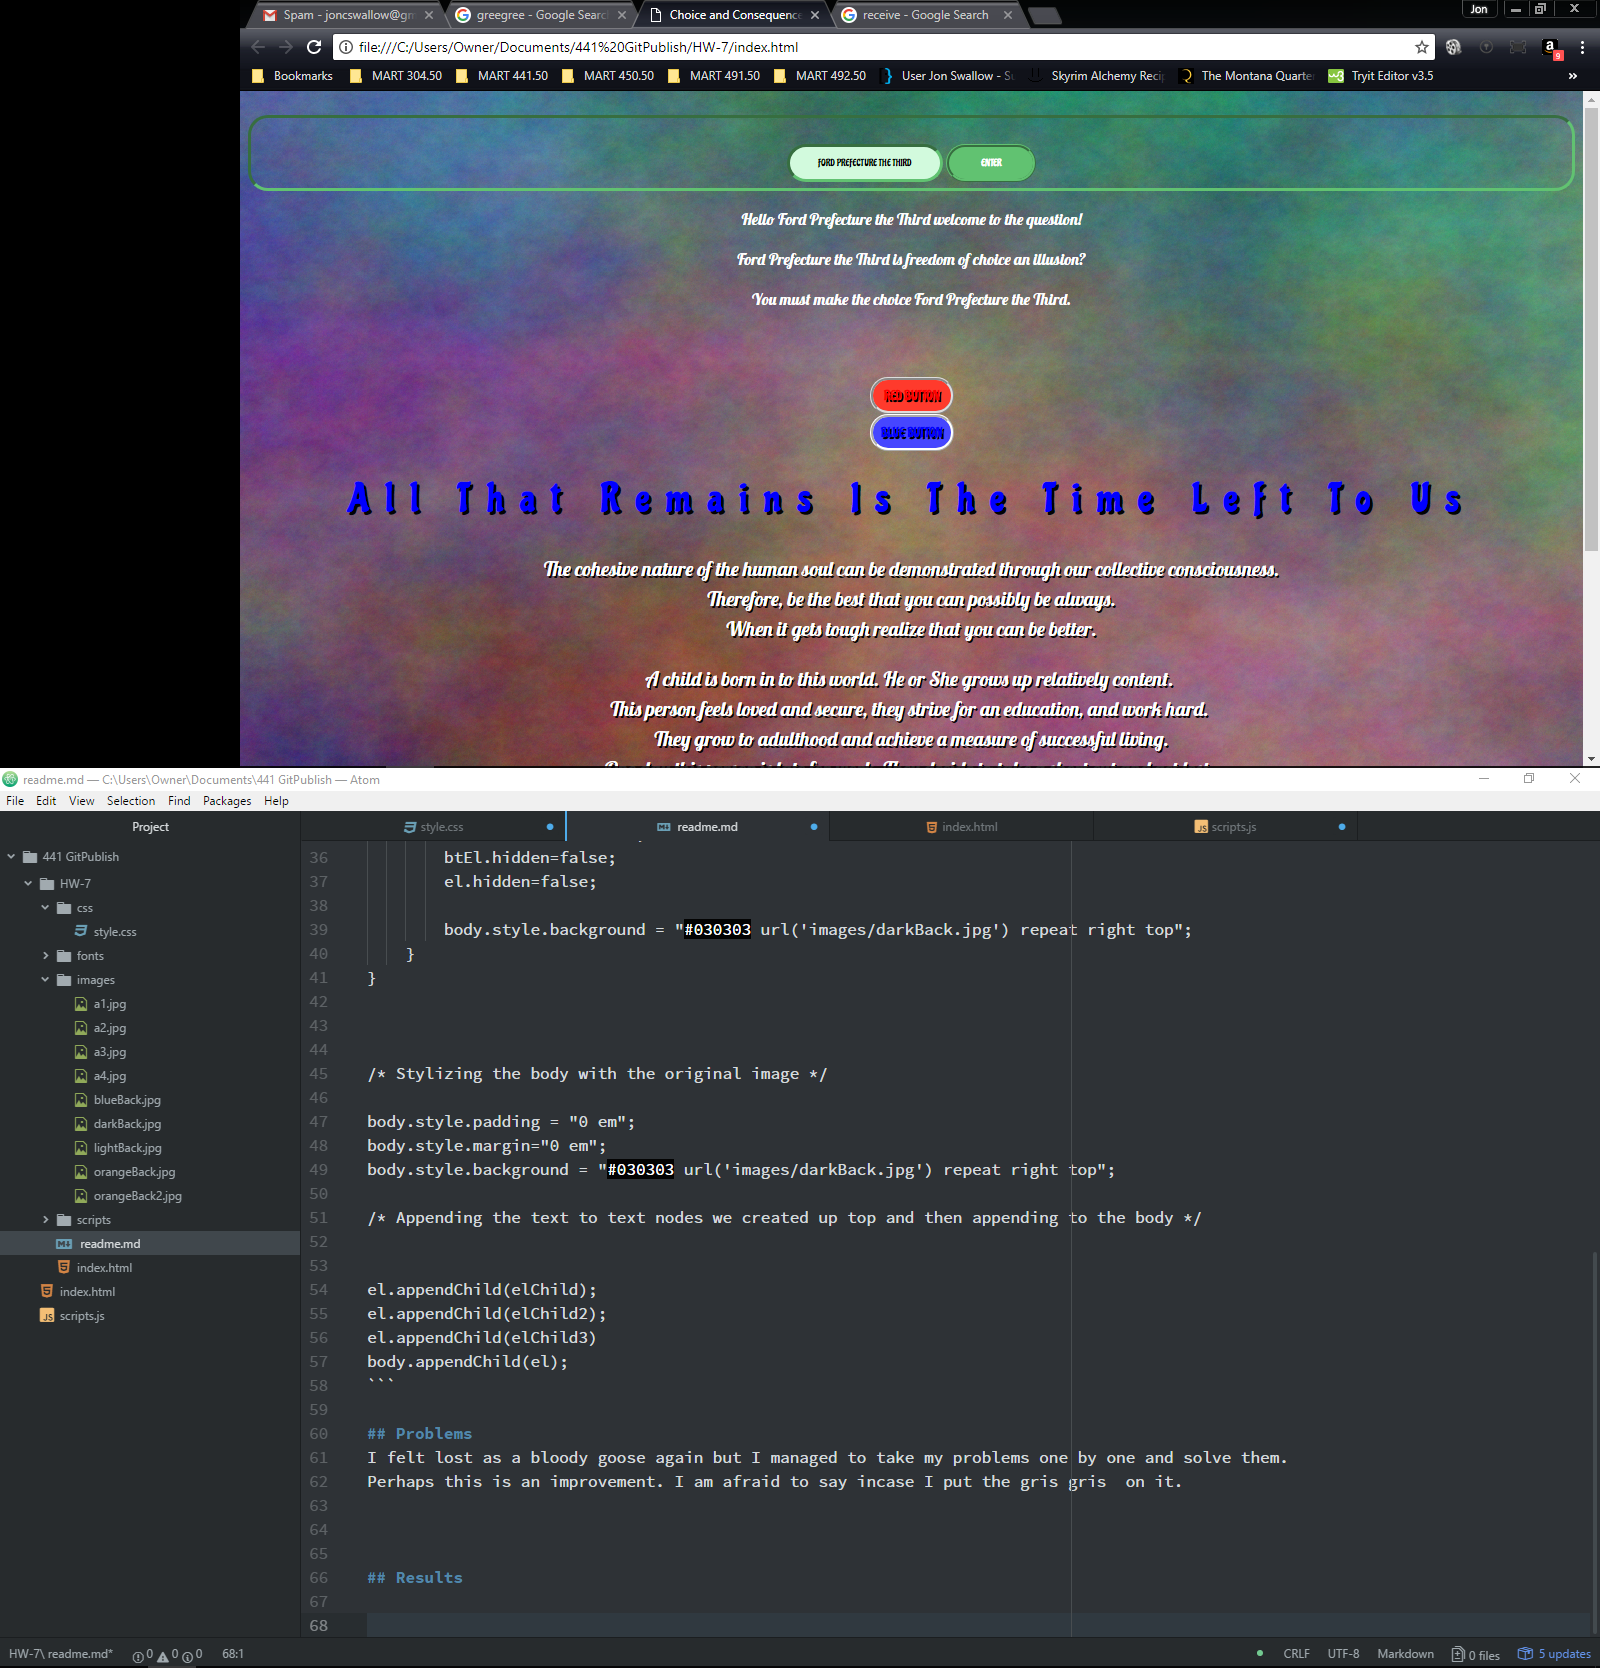 Spam - joncswallow@gm
greegree - Google Searc
Choice and Consequence
receive - Google Search
Jon
file:///C:/Users/Owner/Documents/441%20GitPublish/HW-7/index.html
a
9
Bookmarks
MART 304.50
MART 441.50
MART 450.50
MART 491.50
MART 492.50
User Jon Swallow - Su
Skyrim Alchemy Recip
The Montana Quarte
Tryit Editor v3.5
»
FORD PREFECTURE THE THIRD
ENTER
Hello Ford Prefecture the Third welcome to the question!
Ford Prefecture the Third is freedom of choice an illusion?
You must make the choice Ford Prefecture the Third.
RED BUTTON
BLUE BUTTON
All That Remains Is The Time Left To Us
The cohesive nature of the human soul can be demonstrated through our collective consciousness.
Therefore, be the best that you can possibly be always.
When it gets tough realize that you can be better.
A child is born in to this world. He or She grows up relatively content.
This person feels loved and secure, they strive for an education, and work hard.
They grow to adulthood and achieve a measure of successful living.
readme.md — C:\Users\Owner\Documents\441 GitPublish — Atom
File Edit View Selection Find Packages Help
Project
style.css
readme.md
index.html
JS scripts.js
441 GitPublish
HW-7
css
style.css
fonts
images
a1.jpg
a2.jpg
a3.jpg
a4.jpg
blueBack.jpg
darkBack.jpg
lightBack.jpg
orangeBack.jpg
orangeBack2.jpg
scripts
readme.md
index.html
index.html
JS scripts.js
36 btEl.hidden=false;
37 el.hidden=false;
38
39 body.style.background = "#030303 url('images/darkBack.jpg') repeat right top";
40 }
41 }
42
43
44
45 /* Stylizing the body with the original image */
46
47 body.style.padding = "0 em";
48 body.style.margin="0 em";
49 body.style.background = "#030303 url('images/darkBack.jpg') repeat right top";
50
51 /* Appending the text to text nodes we created up top and then appending to the body */
52
53
54 el.appendChild(elChild);
55 el.appendChild(elChild2);
56 el.appendChild(elChild3)
57 body.appendChild(el);
58 ```
59
60 ## Problems
61 I felt lost as a bloody goose again but I managed to take my problems one by one and solve them.
62 Perhaps this is an improvement. I am afraid to say incase I put the gris gris  on it.
63
64
65
66 ## Results
67
68
HW-7\ readme.md* 0 0 0 68:1
CRLF UTF-8 Markdown 0 files 5 updates